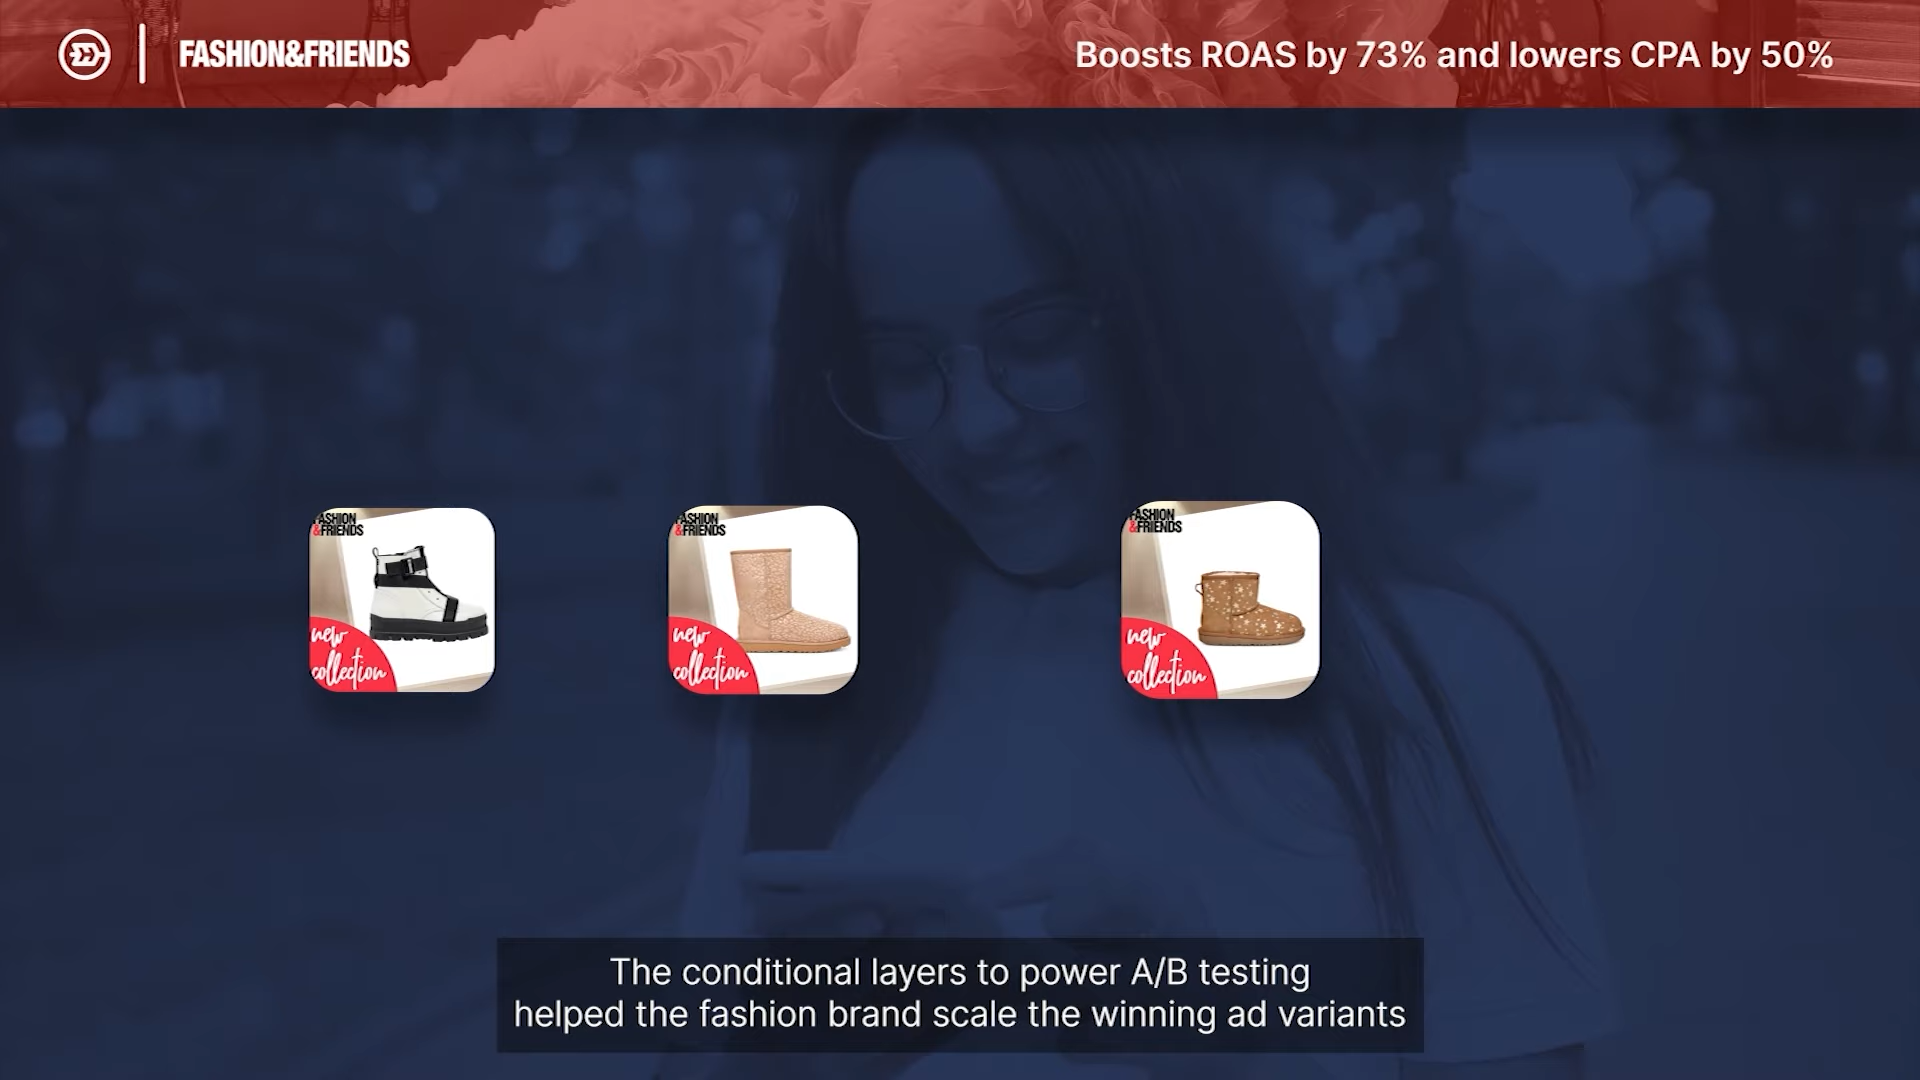 FASHION&FRIENDS
Boosts ROAS by 73% and lowers CPA by 50%
FASHION
&FRIENDS
new
collection
FASHION
&FRIENDS
new
collection
FASHION
&FRIENDS
new
collection
The conditional layers to power A/B testing
helped the fashion brand scale the winning ad variants